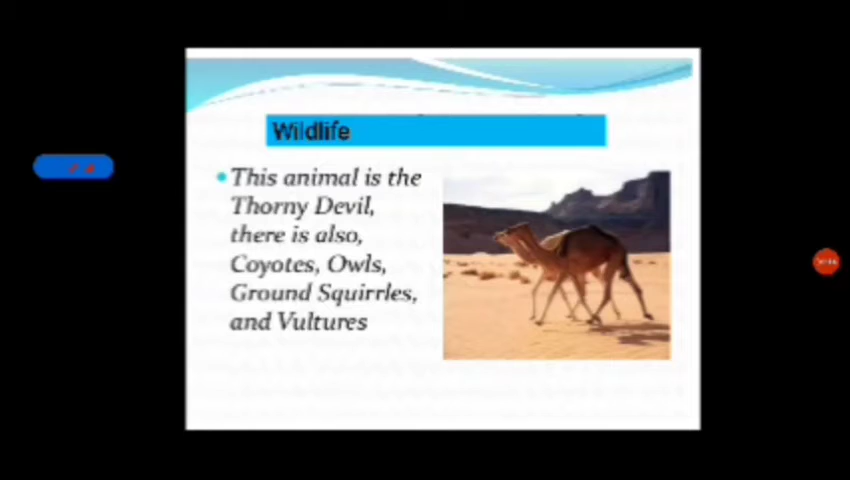 Wildlife
This animal is the
Thorny Devil,
there is also,
Coyotes, Owls,
Ground Squirrles,
and Vultures